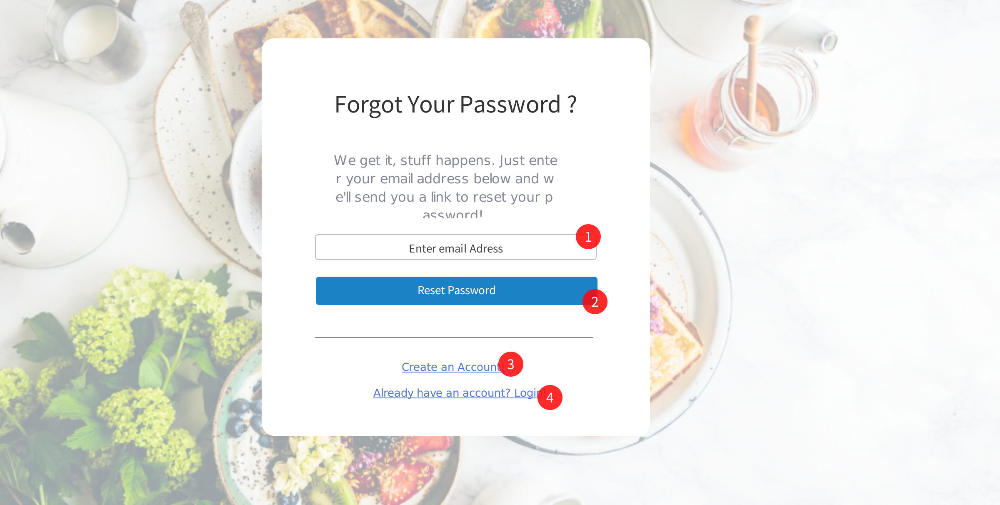 Forgot Your Password ?
We get it, stuff happens. Just ente
r your email address below and w
e'll send you a link to reset your p
assword!
1
Enter email Adress
Reset Password
2
Create an Account!
3
Already have an account? Login!
4